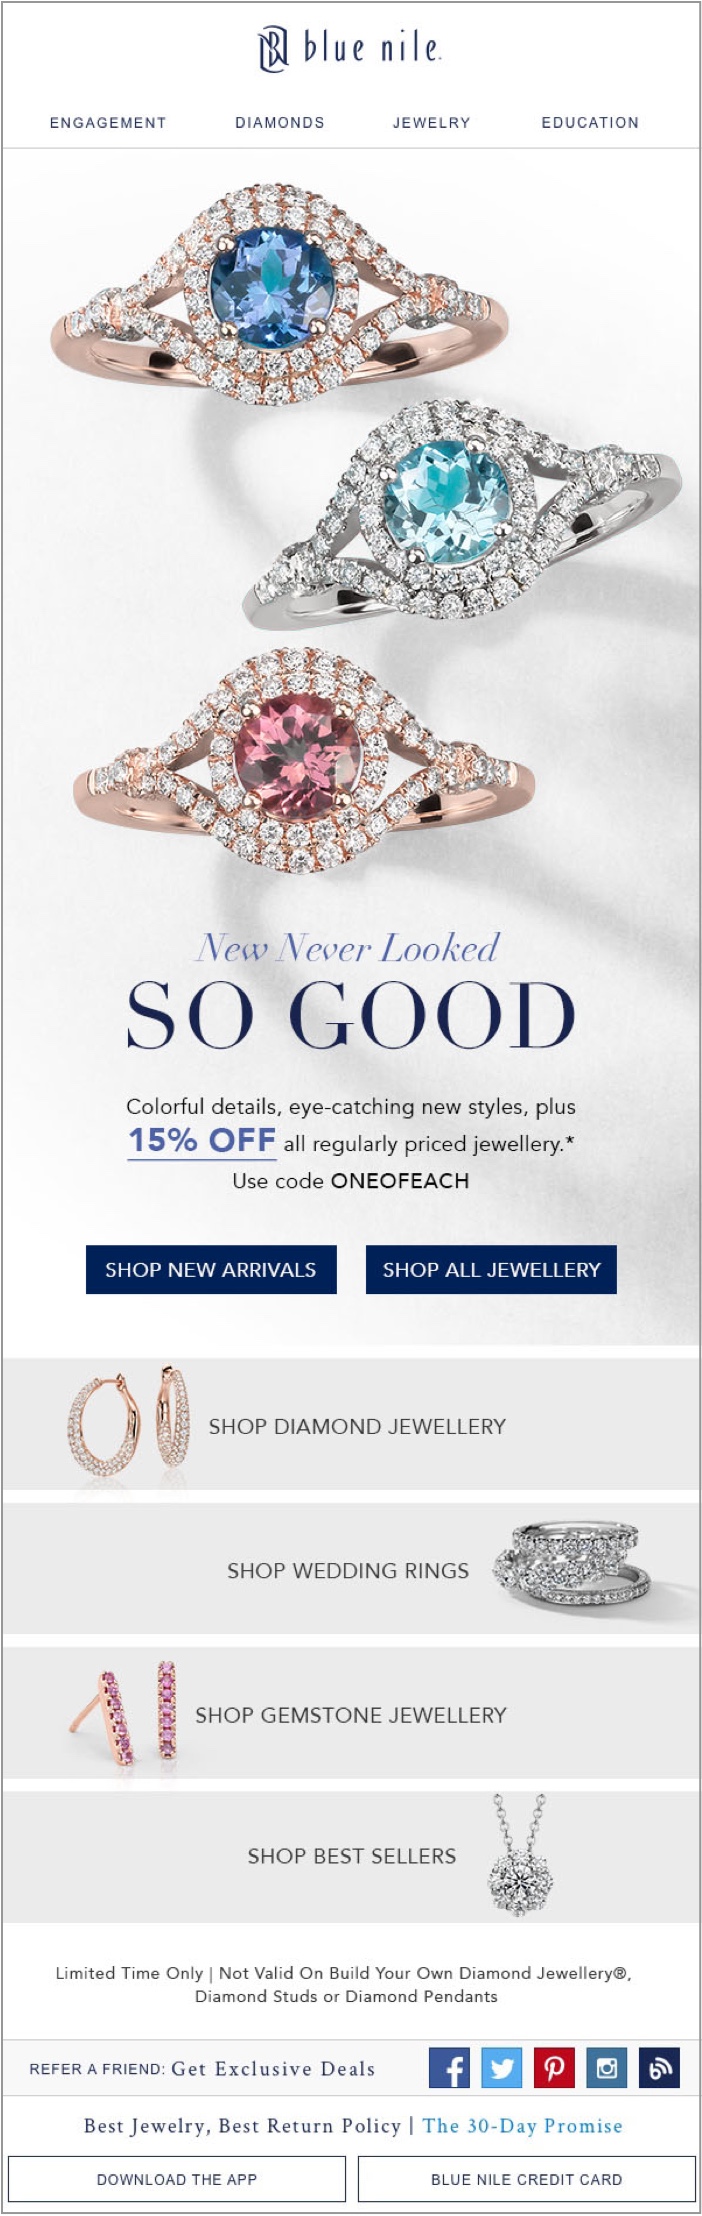 blue nile.
ENGAGEMENT DIAMONDS JEWELRY EDUCATION
New Never Looked
SO GOOD
Colorful details, eye-catching new styles, plus
15% OFF all regularly priced jewellery.*
Use code ONEOFEACH
SHOP NEW ARRIVALS SHOP ALL JEWELLERY
SHOP DIAMOND JEWELLERY
SHOP WEDDING RINGS
SHOP GEMSTONE JEWELLERY
SHOP BEST SELLERS
Limited Time Only | Not Valid On Build Your Own Diamond Jewellery®,
Diamond Studs or Diamond Pendants
REFER A FRIEND: Get Exclusive Deals
Best Jewelry, Best Return Policy | The 30-Day Promise
DOWNLOAD THE APP BLUE NILE CREDIT CARD